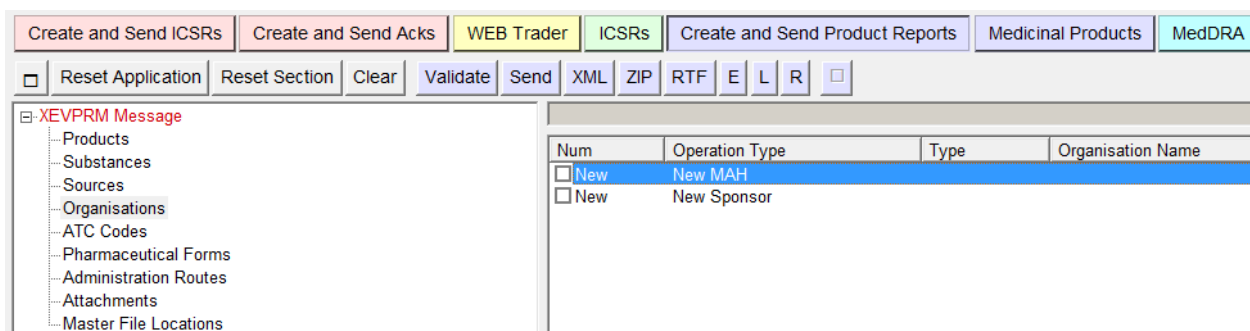 Create and Send ICSRs Create and Send Acks WEB Trader ICSRs Create and Send Product Reports Medicinal Products MedDRA
Reset Application Reset Section Clear Validate Send XML ZIP RTF E L R
XEVPRM Message
Products
Substances
Sources
Organisations
ATC Codes
Pharmaceutical Forms
Administration Routes
Attachments
Master File Locations
Num Operation Type Type Organisation Name
New New MAH
New New Sponsor